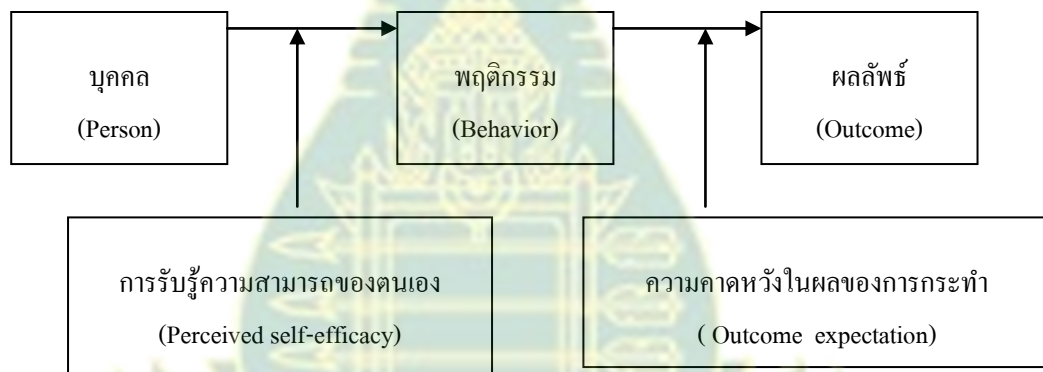 บุคคล
(Person)
พฤติกรรม
(Behavior)
ผลลัพธ์
(Outcome)
การรับรู้ความสามารถของตนเอง
(Perceived self-efficacy)
ความคาดหวังในผลของการกระทำ
( Outcome expectation)